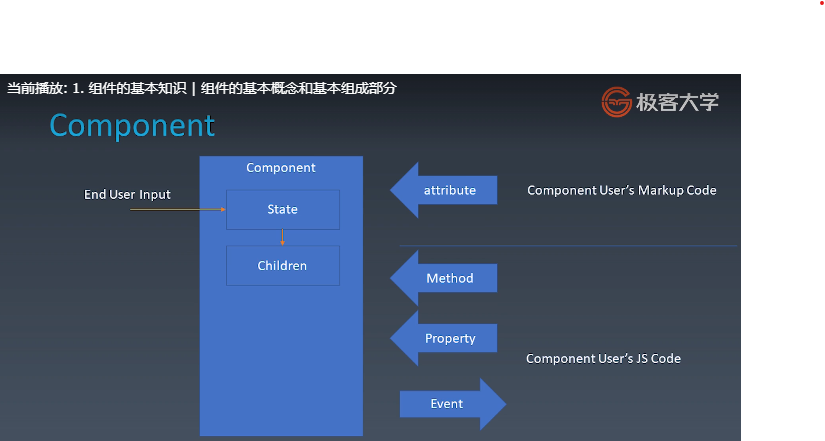 当前播放: 1. 组件的基本知识 | 组件的基本概念和基本组成部分
极客大学
Component
Component
End User Input
State
Children
attribute
Component User's Markup Code
Method
Property
Component User's JS Code
Event